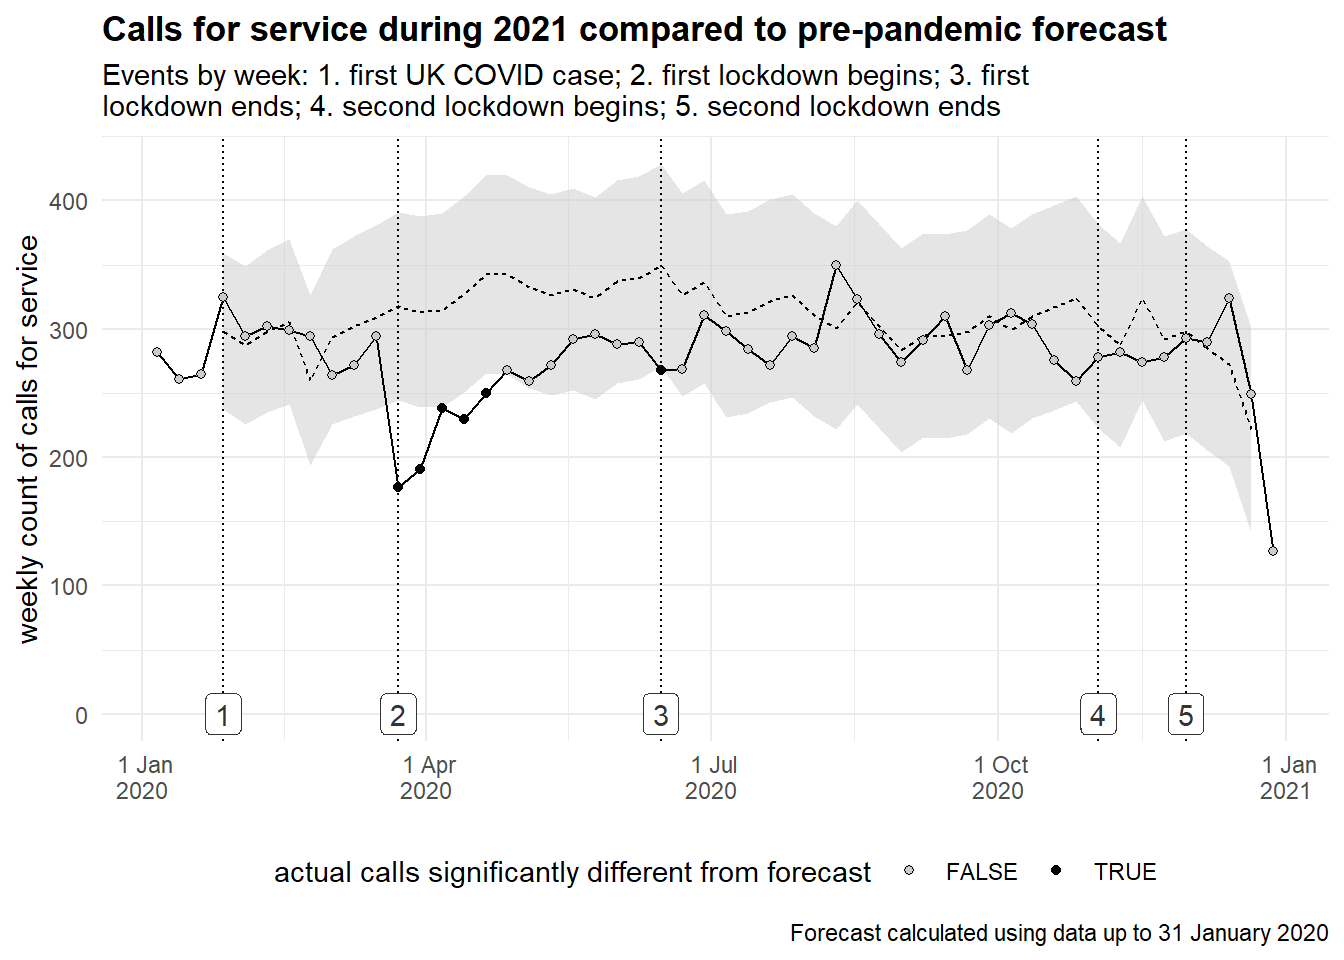 Calls for service during 2021 compared to pre-pandemic forecast
Events by week: 1. first UK COVID case; 2. first lockdown begins; 3. first
lockdown ends; 4. second lockdown begins; 5. second lockdown ends
weekly count of calls for service
400
300
200
100
0
1
2
3
4
5
1 Jan
2020
1 Apr
2020
1 Jul
2020
1 Oct
2020
1 Jan
2021
actual calls significantly different from forecast
FALSE
TRUE
Forecast calculated using data up to 31 January 2020